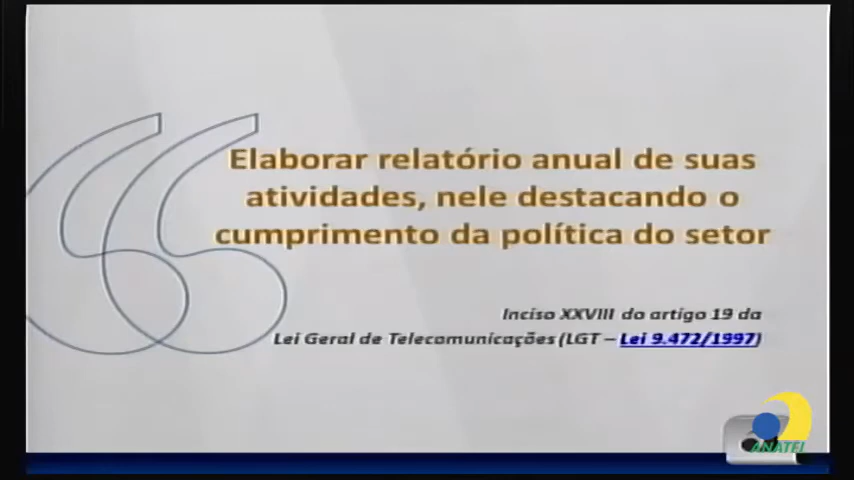 Elaborar relatório anual de suas
atividades, nele destacando o
cumprimento da política do setor
Inciso XXVIII do artigo 19 da
Lei Geral de Telecomunicações (LGT – Lei 9.472/1997)
ANATEL